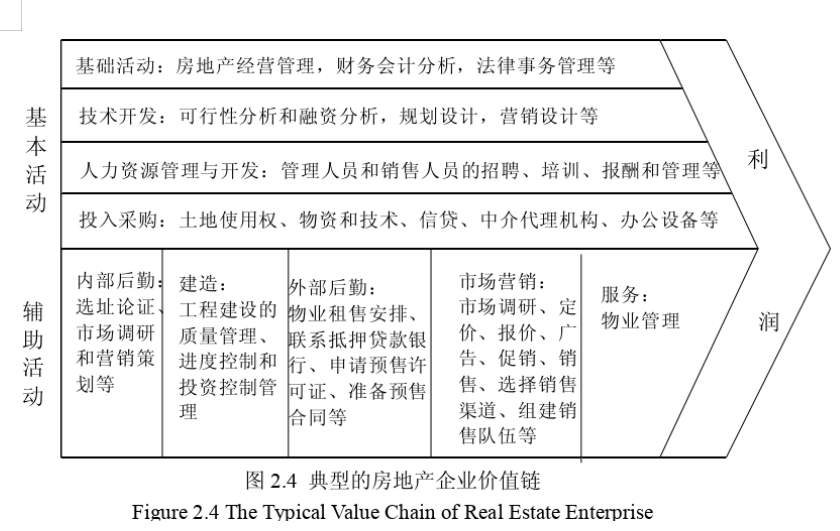 基本活动
基础活动：房地产经营管理，财务会计分析，法律事务管理等
技术开发：可行性分析和融资分析，规划设计，营销设计等
人力资源管理与开发：管理人员和销售人员的招聘、培训、报酬和管理等
投入采购：土地使用权、物资和技术、信贷、中介代理机构、办公设备等
辅助活动
内部后勤：
选址论证、
市场调研
和营销策
划等
建造：
工程建设的
质量管理、
进度控制和
投资控制管
理
外部后勤：
物业租售安排、
联系抵押贷款银
行、申请预售许
可证、准备预售
合同等
市场营销：
市场调研、定
价、报价、广
告、促销、销
售、选择销售
渠道、组建销
售队伍等
服务：
物业管理
利
润
图 2.4 典型的房地产企业价值链
Figure 2.4 The Typical Value Chain of Real Estate Enterprise